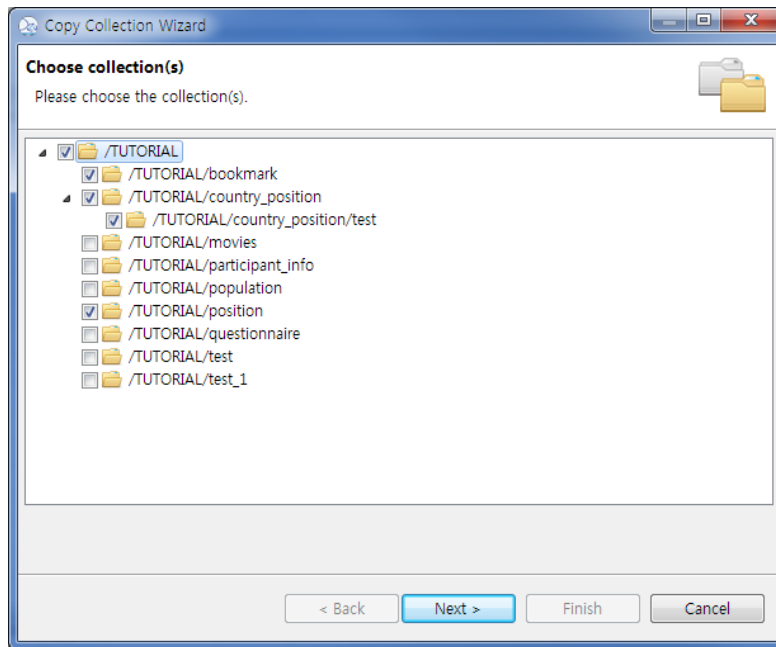 Copy Collection Wizard
Choose collection(s)
Please choose the collection(s).
/TUTORIAL
/TUTORIAL/bookmark
/TUTORIAL/country_position
/TUTORIAL/country_position/test
/TUTORIAL/movies
/TUTORIAL/participant_info
/TUTORIAL/population
/TUTORIAL/position
/TUTORIAL/questionnaire
/TUTORIAL/test
/TUTORIAL/test_1
< Back Next > Finish Cancel